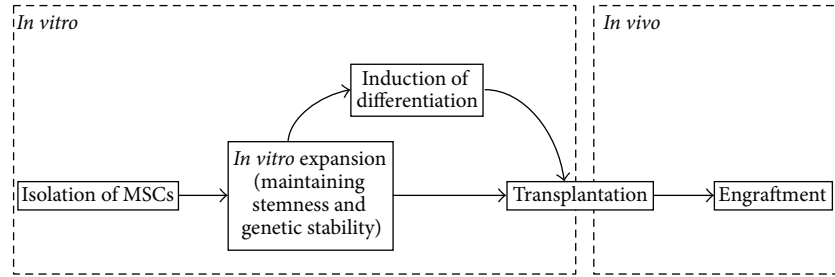 In vitro
In vivo
Induction of
differentiation
In vitro expansion
(maintaining
stemness and
genetic stability)
Isolation of MSCs
Transplantation
Engraftment